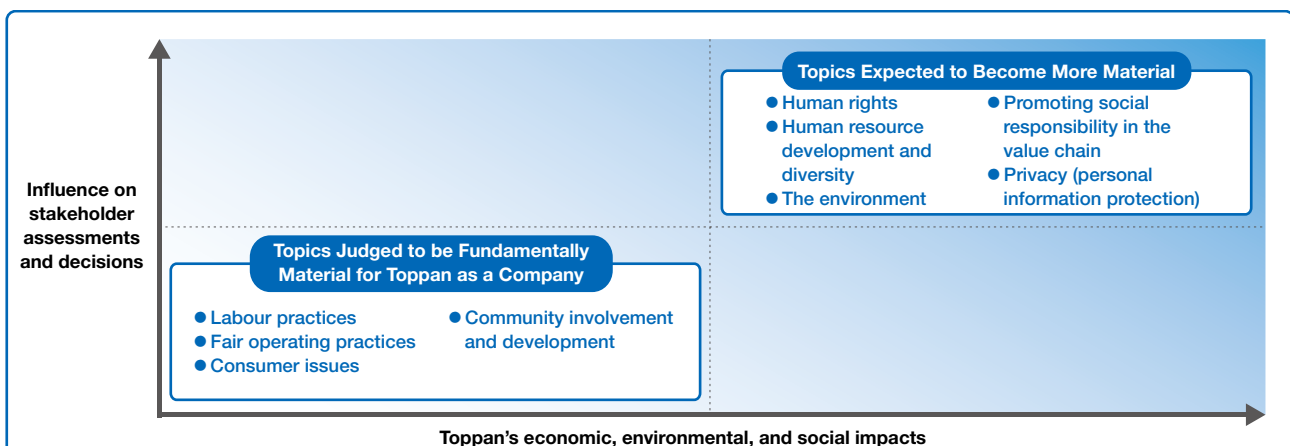 Topics Expected to Become More Material
● Human rights
● Human resource
development and
diversity
● The environment
● Promoting social
responsibility in the
value chain
● Privacy (personal
information protection)
Influence on
stakeholder
assessments
and decisions
Topics Judged to be Fundamentally
Material for Toppan as a Company
● Labour practices
● Fair operating practices
● Consumer issues
● Community involvement
and development
Toppan's economic, environmental, and social impacts